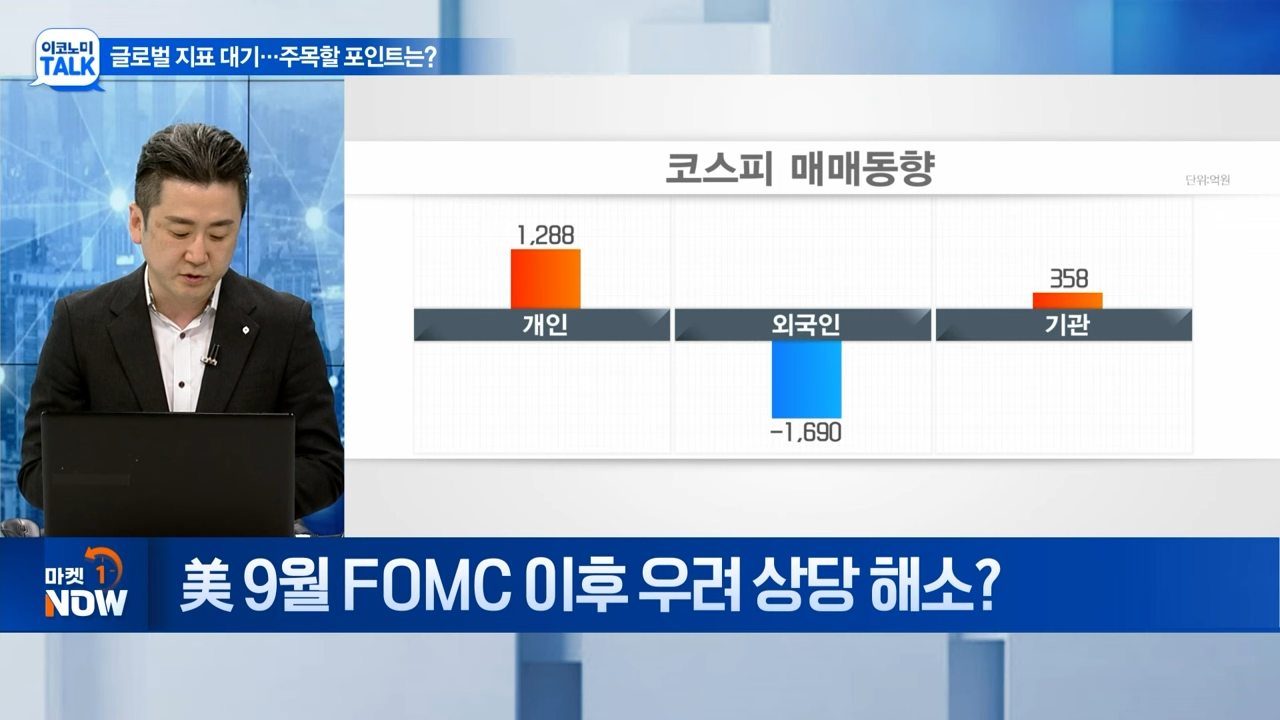 이코노미
TALK
글로벌 지표 대기…주목할 포인트는?
코스피 매매동향
단위:억원
1,288
358
개인
외국인
기관
-1,690
마켓 1
NOW
美 9월 FOMC 이후 우려 상당 해소?